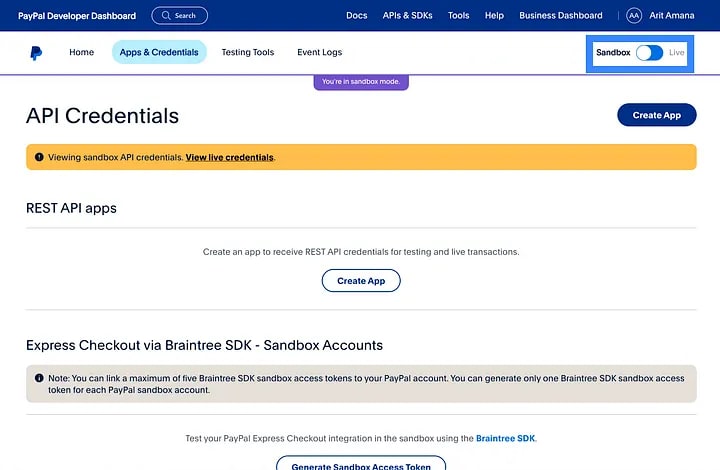 PayPal Developer Dashboard
Search
Docs
APIs & SDKs
Tools
Help
Business Dashboard
AA
Arit Amana
Home
Apps & Credentials
Testing Tools
Event Logs
Sandbox
Live
You're in sandbox mode.
API Credentials
Create App
Viewing sandbox API credentials. View live credentials.
REST API apps
Create an app to receive REST API credentials for testing and live transactions.
Create App
Express Checkout via Braintree SDK - Sandbox Accounts
Note: You can link a maximum of five Braintree SDK sandbox access tokens to your PayPal account. You can generate only one Braintree SDK sandbox access
token for each PayPal sandbox account.
Test your PayPal Express Checkout integration in the sandbox using the Braintree SDK.
Generate Sandbox Access Token